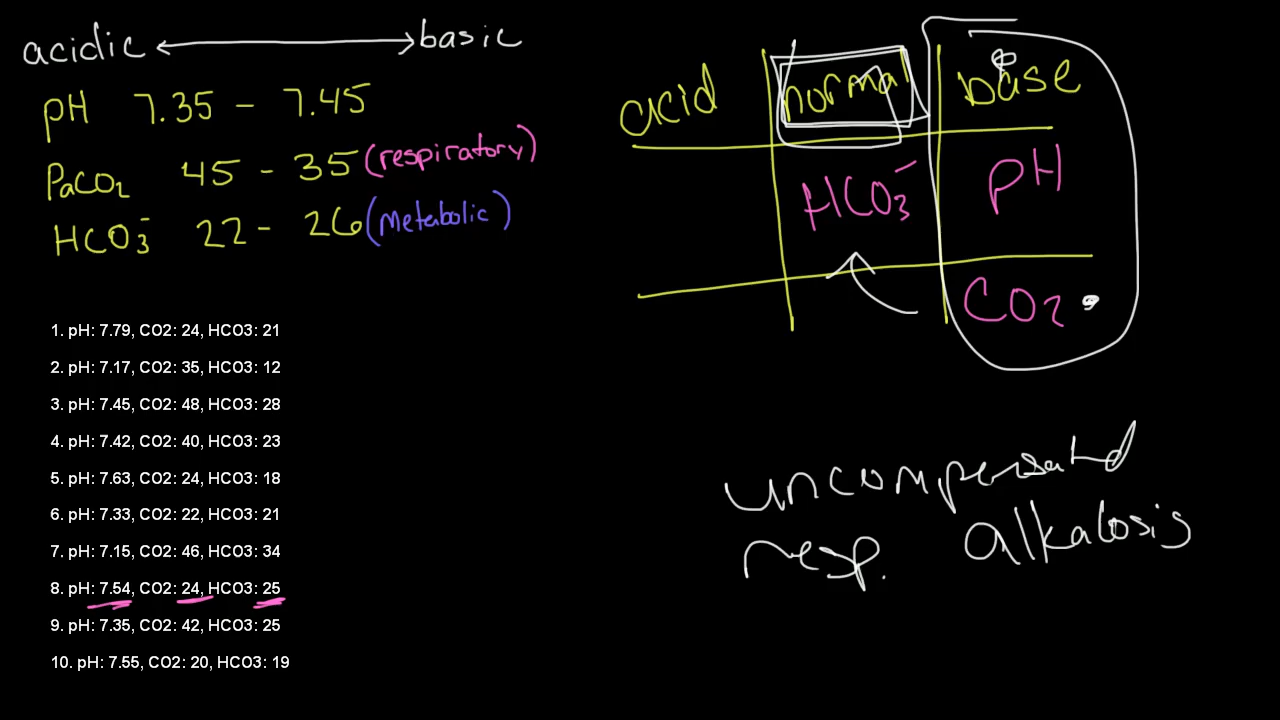 acidic basic
pH 7.35 - 7.45
PaCO2 45 - 35 (respiratory)
HCO3- 22 - 26 (Metabolic)
acid normal base
HCO3- pH
CO2
1. pH: 7.79, CO2: 24, HCO3: 21
2. pH: 7.17, CO2: 35, HCO3: 12
3. pH: 7.45, CO2: 48, HCO3: 28
4. pH: 7.42, CO2: 40, HCO3: 23
5. pH: 7.63, CO2: 24, HCO3: 18
6. pH: 7.33, CO2: 22, HCO3: 21
7. pH: 7.15, CO2: 46, HCO3: 34
8. pH: 7.54, CO2: 24, HCO3: 25
9. pH: 7.35, CO2: 42, HCO3: 25
10. pH: 7.55, CO2: 20, HCO3: 19
uncompensated
resp. alkalosis